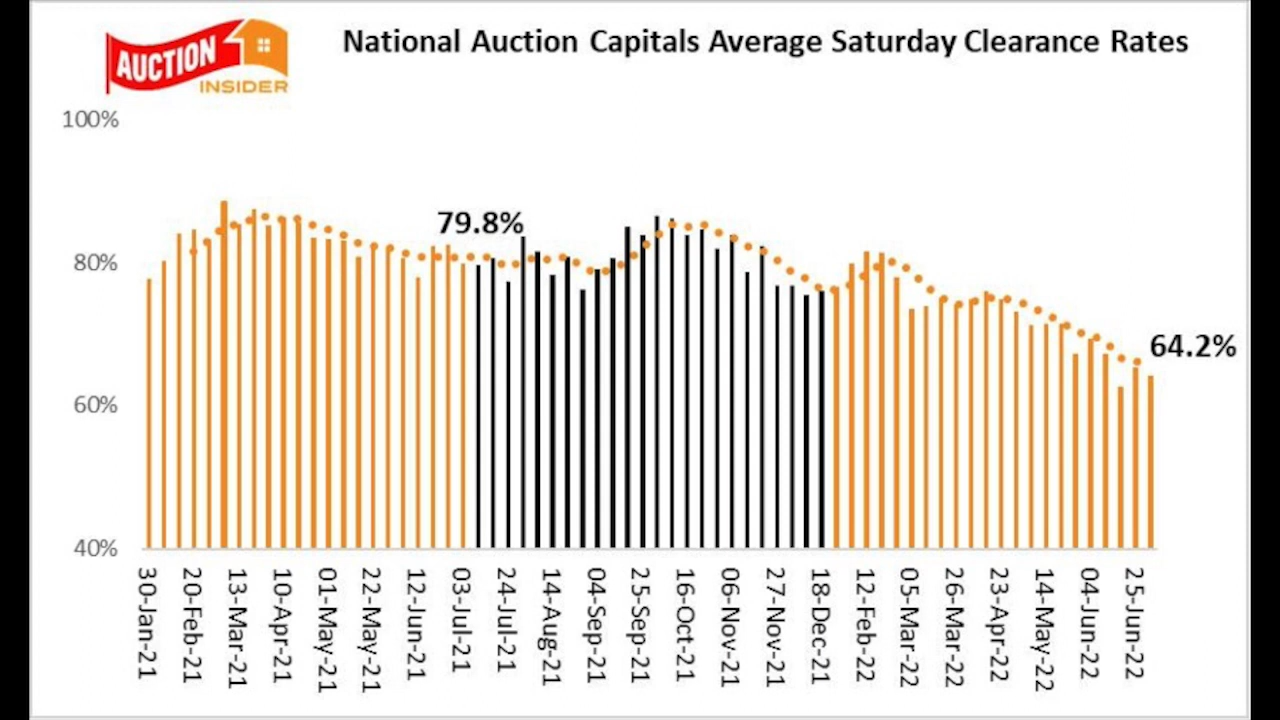 AUCTION
INSIDER
National Auction Capitals Average Saturday Clearance Rates
100%
80%
60%
40%
79.8%
64.2%
30-Jan-21
20-Feb-21
13-Mar-21
10-Apr-21
01-May-21
22-May-21
12-Jun-21
03-Jul-21
24-Jul-21
14-Aug-21
04-Sep-21
25-Sep-21
16-Oct-21
06-Nov-21
27-Nov-21
18-Dec-21
12-Feb-22
05-Mar-22
26-Mar-22
23-Apr-22
14-May-22
04-Jun-22
25-Jun-22